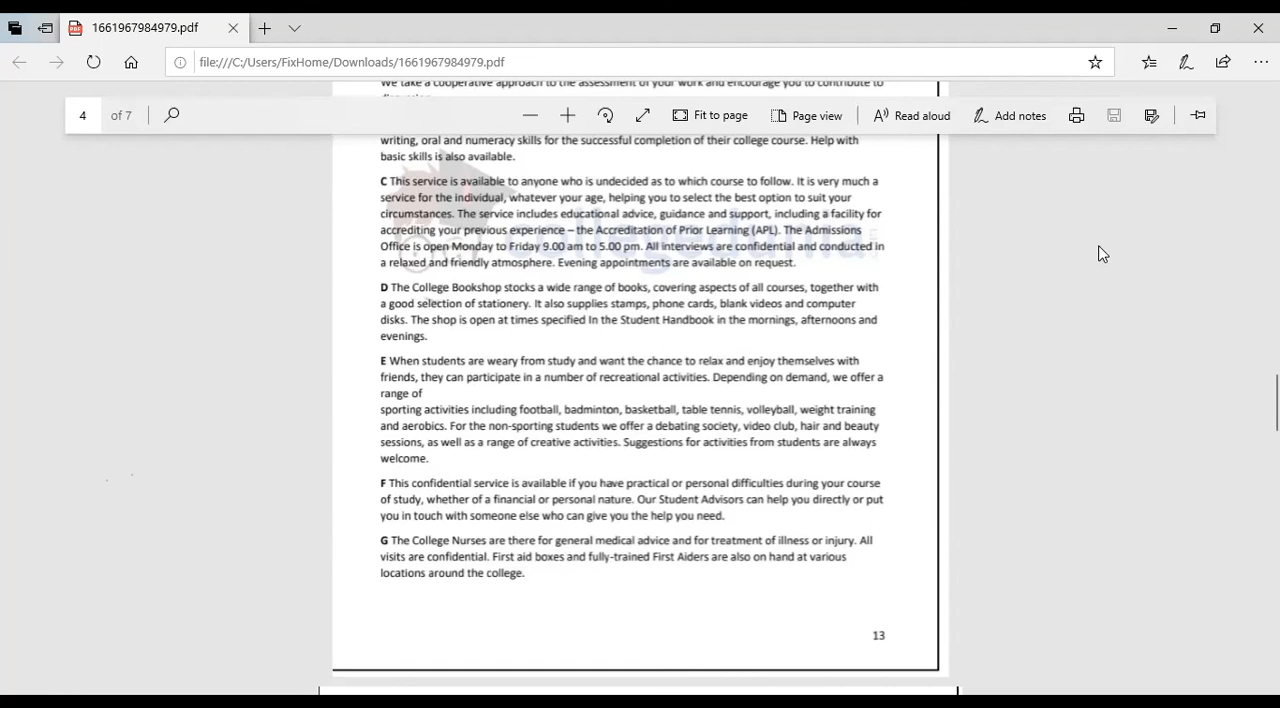 1661967984979.pdf
file:///C:/Users/FixHome/Downloads/1661967984979.pdf
We take a cooperative approach to the assessment of your work and encourage you to contribute to
4 of 7 Fit to page Page view Read aloud Add notes
writing, oral and numeracy skills for the successful completion of their college course. Help with
basic skills is also available.
C This service is available to anyone who is undecided as to which course to follow. It is very much a
service for the individual, whatever your age, helping you to select the best option to suit your
circumstances. The service includes educational advice, guidance and support, including a facility for
accrediting your previous experience – the Accreditation of Prior Learning (APL). The Admissions
Office is open Monday to Friday 9.00 am to 5.00 pm. All interviews are confidential and conducted in
a relaxed and friendly atmosphere. Evening appointments are available on request.
D The College Bookshop stocks a wide range of books, covering aspects of all courses, together with
a good selection of stationery. It also supplies stamps, phone cards, blank videos and computer
disks. The shop is open at times specified In the Student Handbook in the mornings, afternoons and
evenings.
E When students are weary from study and want the chance to relax and enjoy themselves with
friends, they can participate in a number of recreational activities. Depending on demand, we offer a
range of
sporting activities including football, badminton, basketball, table tennis, volleyball, weight training
and aerobics. For the non-sporting students we offer a debating society, video club, hair and beauty
sessions, as well as a range of creative activities. Suggestions for activities from students are always
welcome.
F This confidential service is available if you have practical or personal difficulties during your course
of study, whether of a financial or personal nature. Our Student Advisors can help you directly or put
you in touch with someone else who can give you the help you need.
G The College Nurses are there for general medical advice and for treatment of illness or injury. All
visits are confidential. First aid boxes and fully-trained First Aiders are also on hand at various
locations around the college.
13